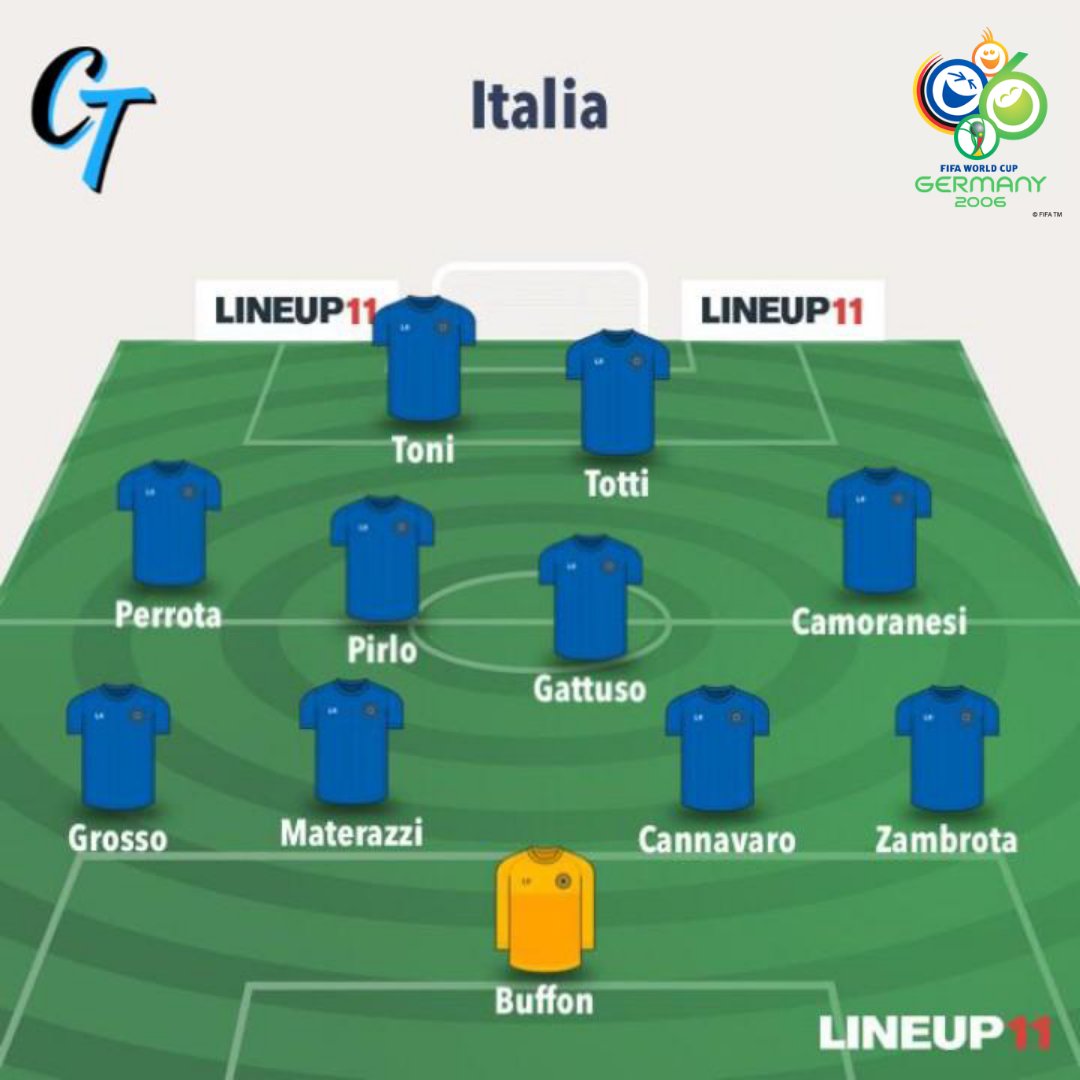 CT
Italia
FIFA WORLD CUP
GERMANY
2006
© FIFA TM
LINEUP11
LINEUP11
Toni
Totti
Perrota
Pirlo
Gattuso
Camoranesi
Grosso
Materazzi
Cannavaro
Zambrota
Buffon
LINEUP11